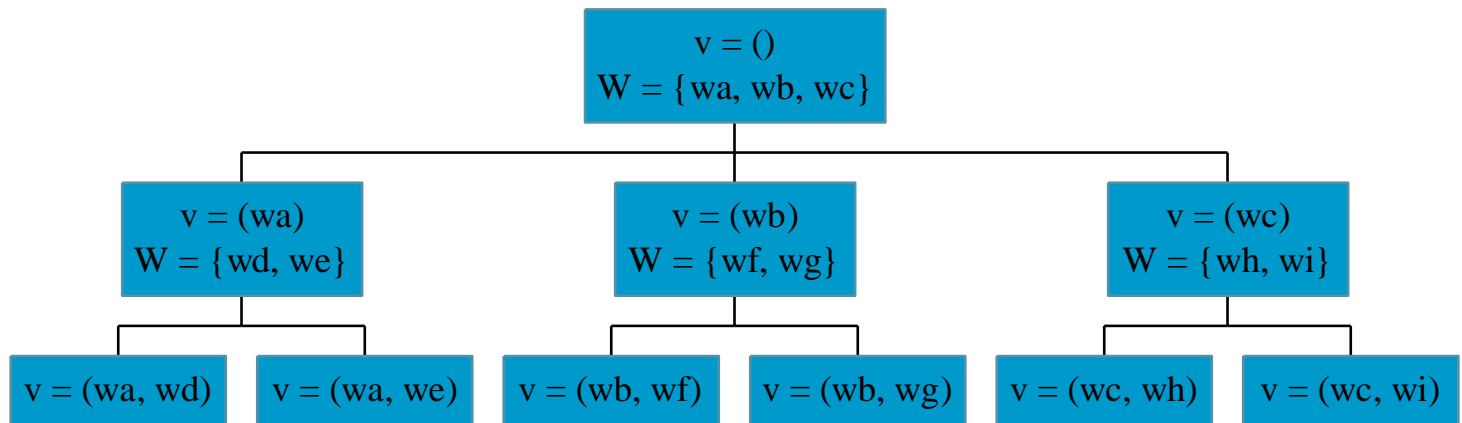 v = ()
W = {wa, wb, wc}
v = (wa)
W = {wd, we}
v = (wb)
W = {wf, wg}
v = (wc)
W = {wh, wi}
v = (wa, wd)
v = (wa, we)
v = (wb, wf)
v = (wb, wg)
v = (wc, wh)
v = (wc, wi)